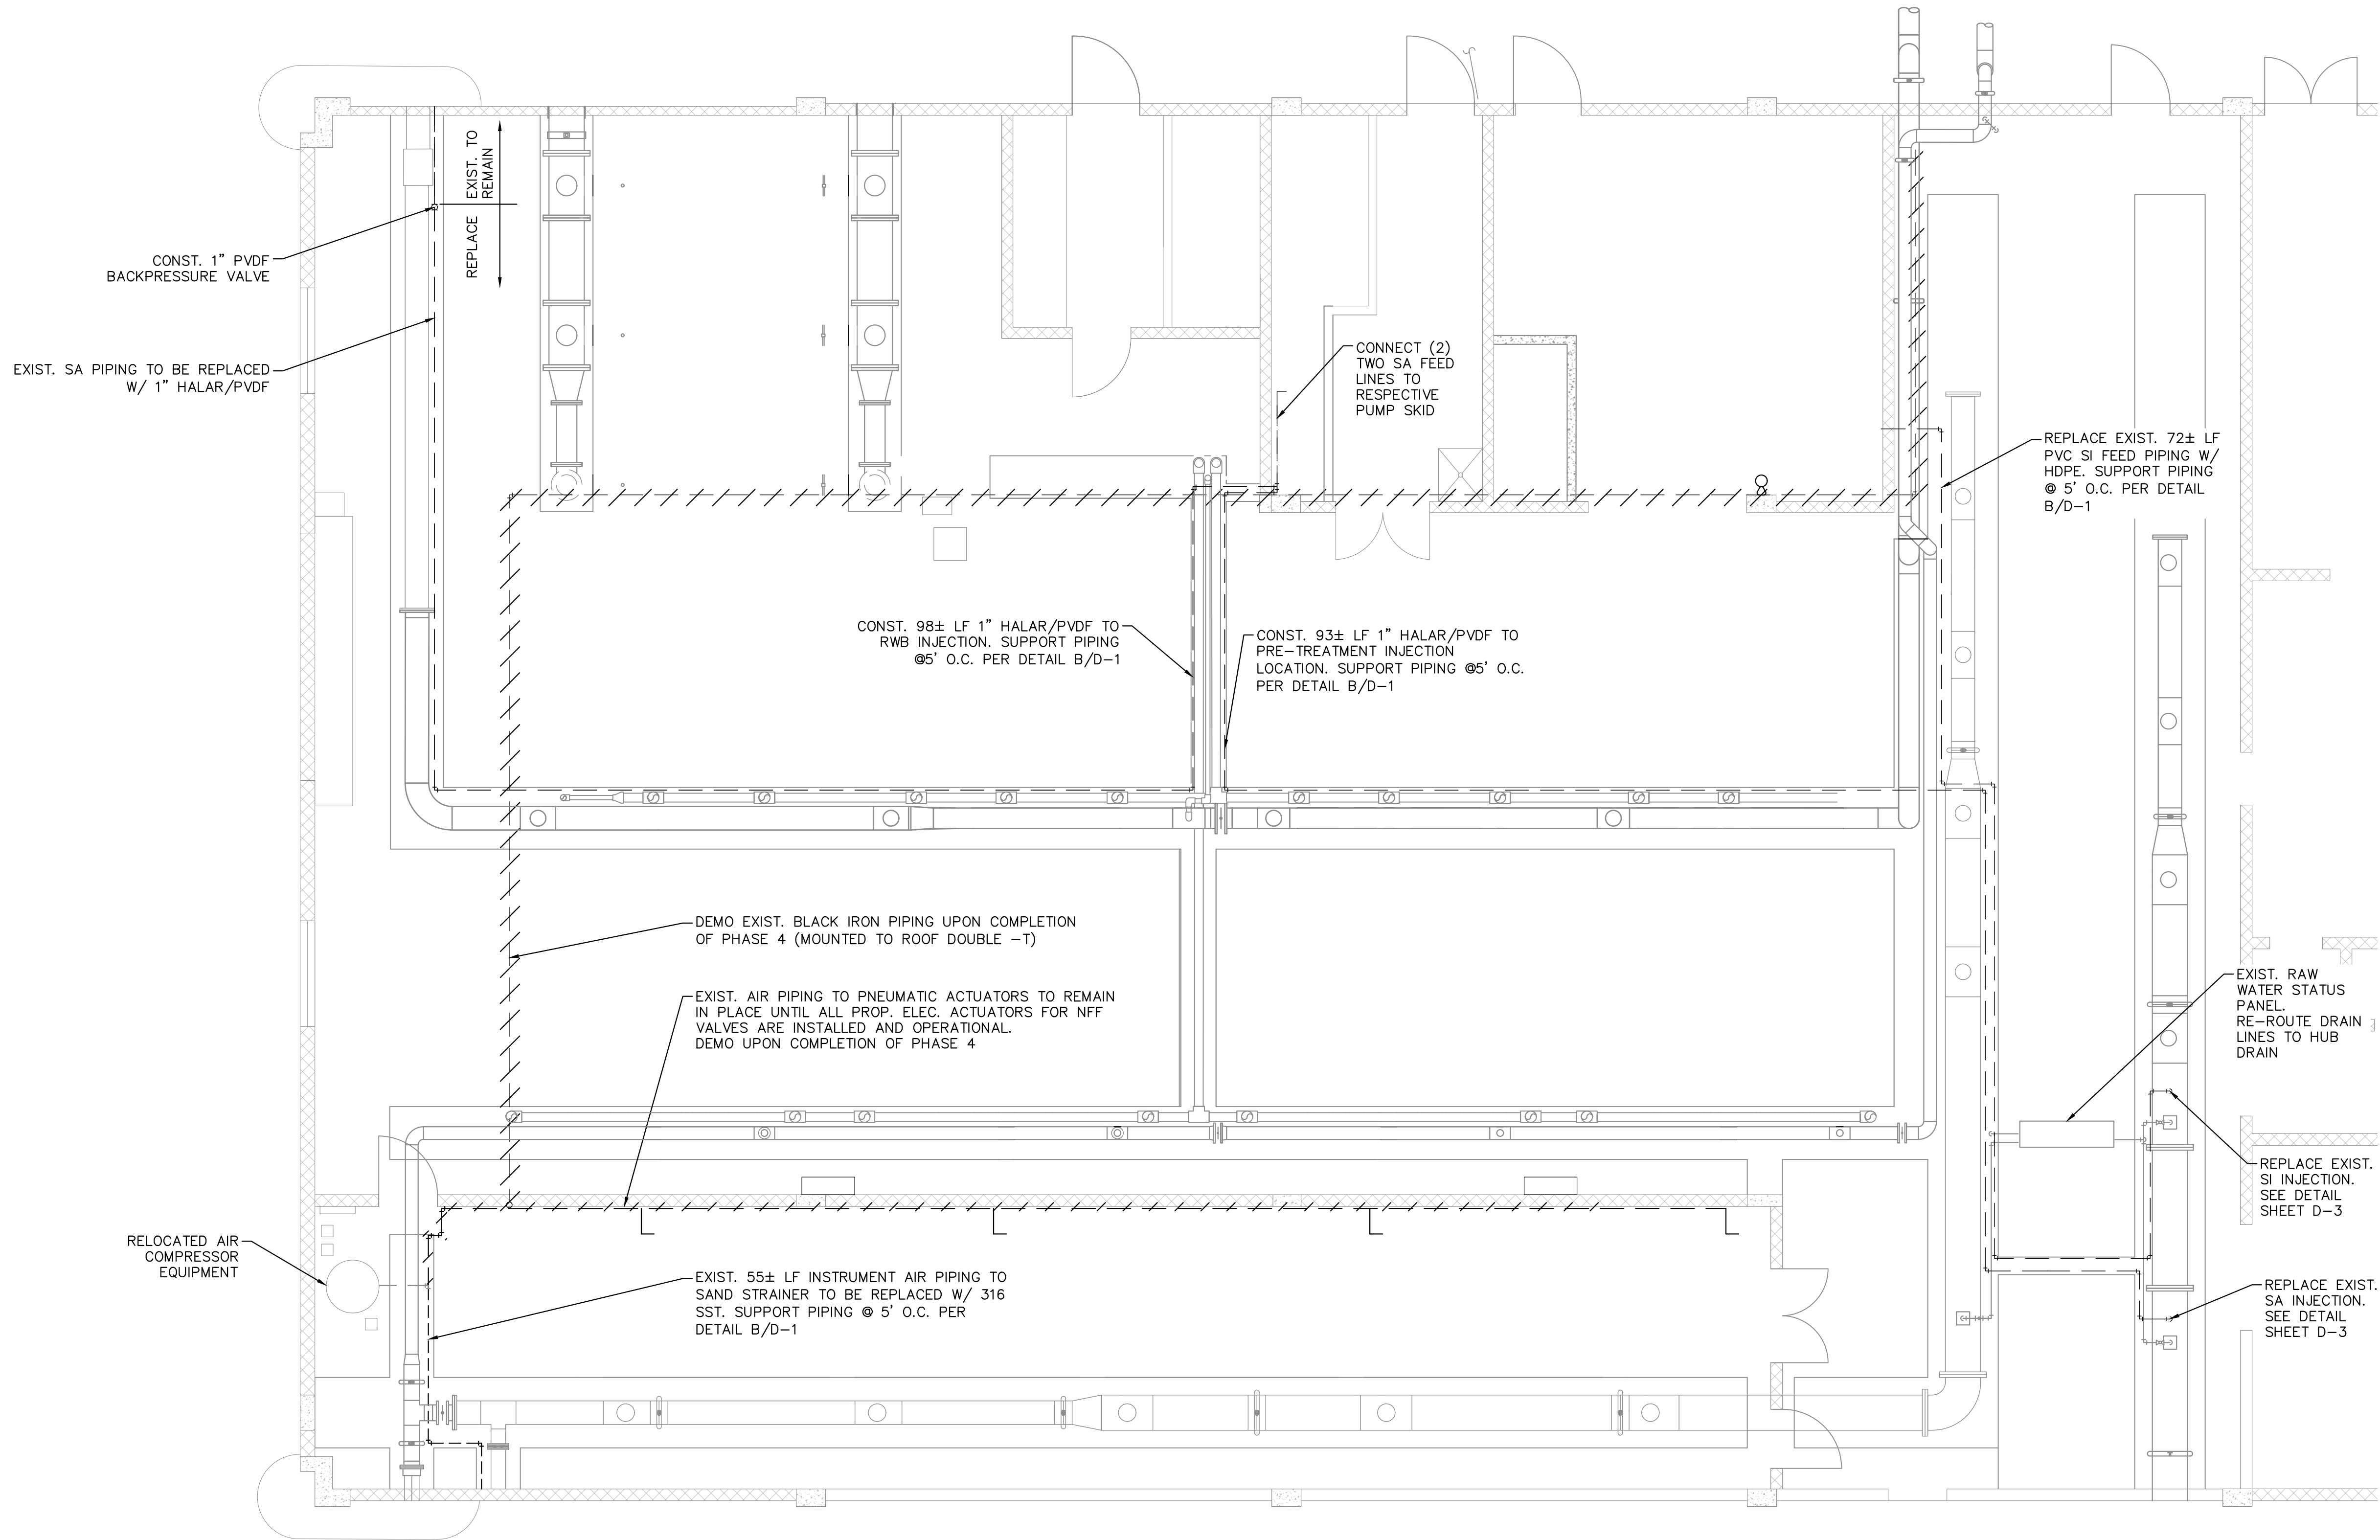 EXIST. TO
REMAIN
REPLACE
CONST. 1" PVDF
BACKPRESSURE VALVE
EXIST. SA PIPING TO BE REPLACED
W/ 1" HALAR/PVDF
CONNECT (2)
TWO SA FEED
LINES TO
RESPECTIVE
PUMP SKID
REPLACE EXIST. 72± LF
PVC SI FEED PIPING W/
HDPE. SUPPORT PIPING
@ 5' O.C. PER DETAIL
B/D-1
CONST. 98± LF 1" HALAR/PVDF TO
RWB INJECTION. SUPPORT PIPING
@5' O.C. PER DETAIL B/D-1
CONST. 93± LF 1" HALAR/PVDF TO
PRE-TREATMENT INJECTION
LOCATION. SUPPORT PIPING @5' O.C.
PER DETAIL B/D-1
DEMO EXIST. BLACK IRON PIPING UPON COMPLETION
OF PHASE 4 (MOUNTED TO ROOF DOUBLE -T)
EXIST. AIR PIPING TO PNEUMATIC ACTUATORS TO REMAIN
IN PLACE UNTIL ALL PROP. ELEC. ACTUATORS FOR NFF
VALVES ARE INSTALLED AND OPERATIONAL.
DEMO UPON COMPLETION OF PHASE 4
EXIST. RAW
WATER STATUS
PANEL.
RE-ROUTE DRAIN
LINES TO HUB
DRAIN
REPLACE EXIST.
SI INJECTION.
SEE DETAIL
SHEET D-3
RELOCATED AIR
COMPRESSOR
EQUIPMENT
EXIST. 55± LF INSTRUMENT AIR PIPING TO
SAND STRAINER TO BE REPLACED W/ 316
SST. SUPPORT PIPING @ 5' O.C. PER
DETAIL B/D-1
REPLACE EXIST.
SA INJECTION.
SEE DETAIL
SHEET D-3